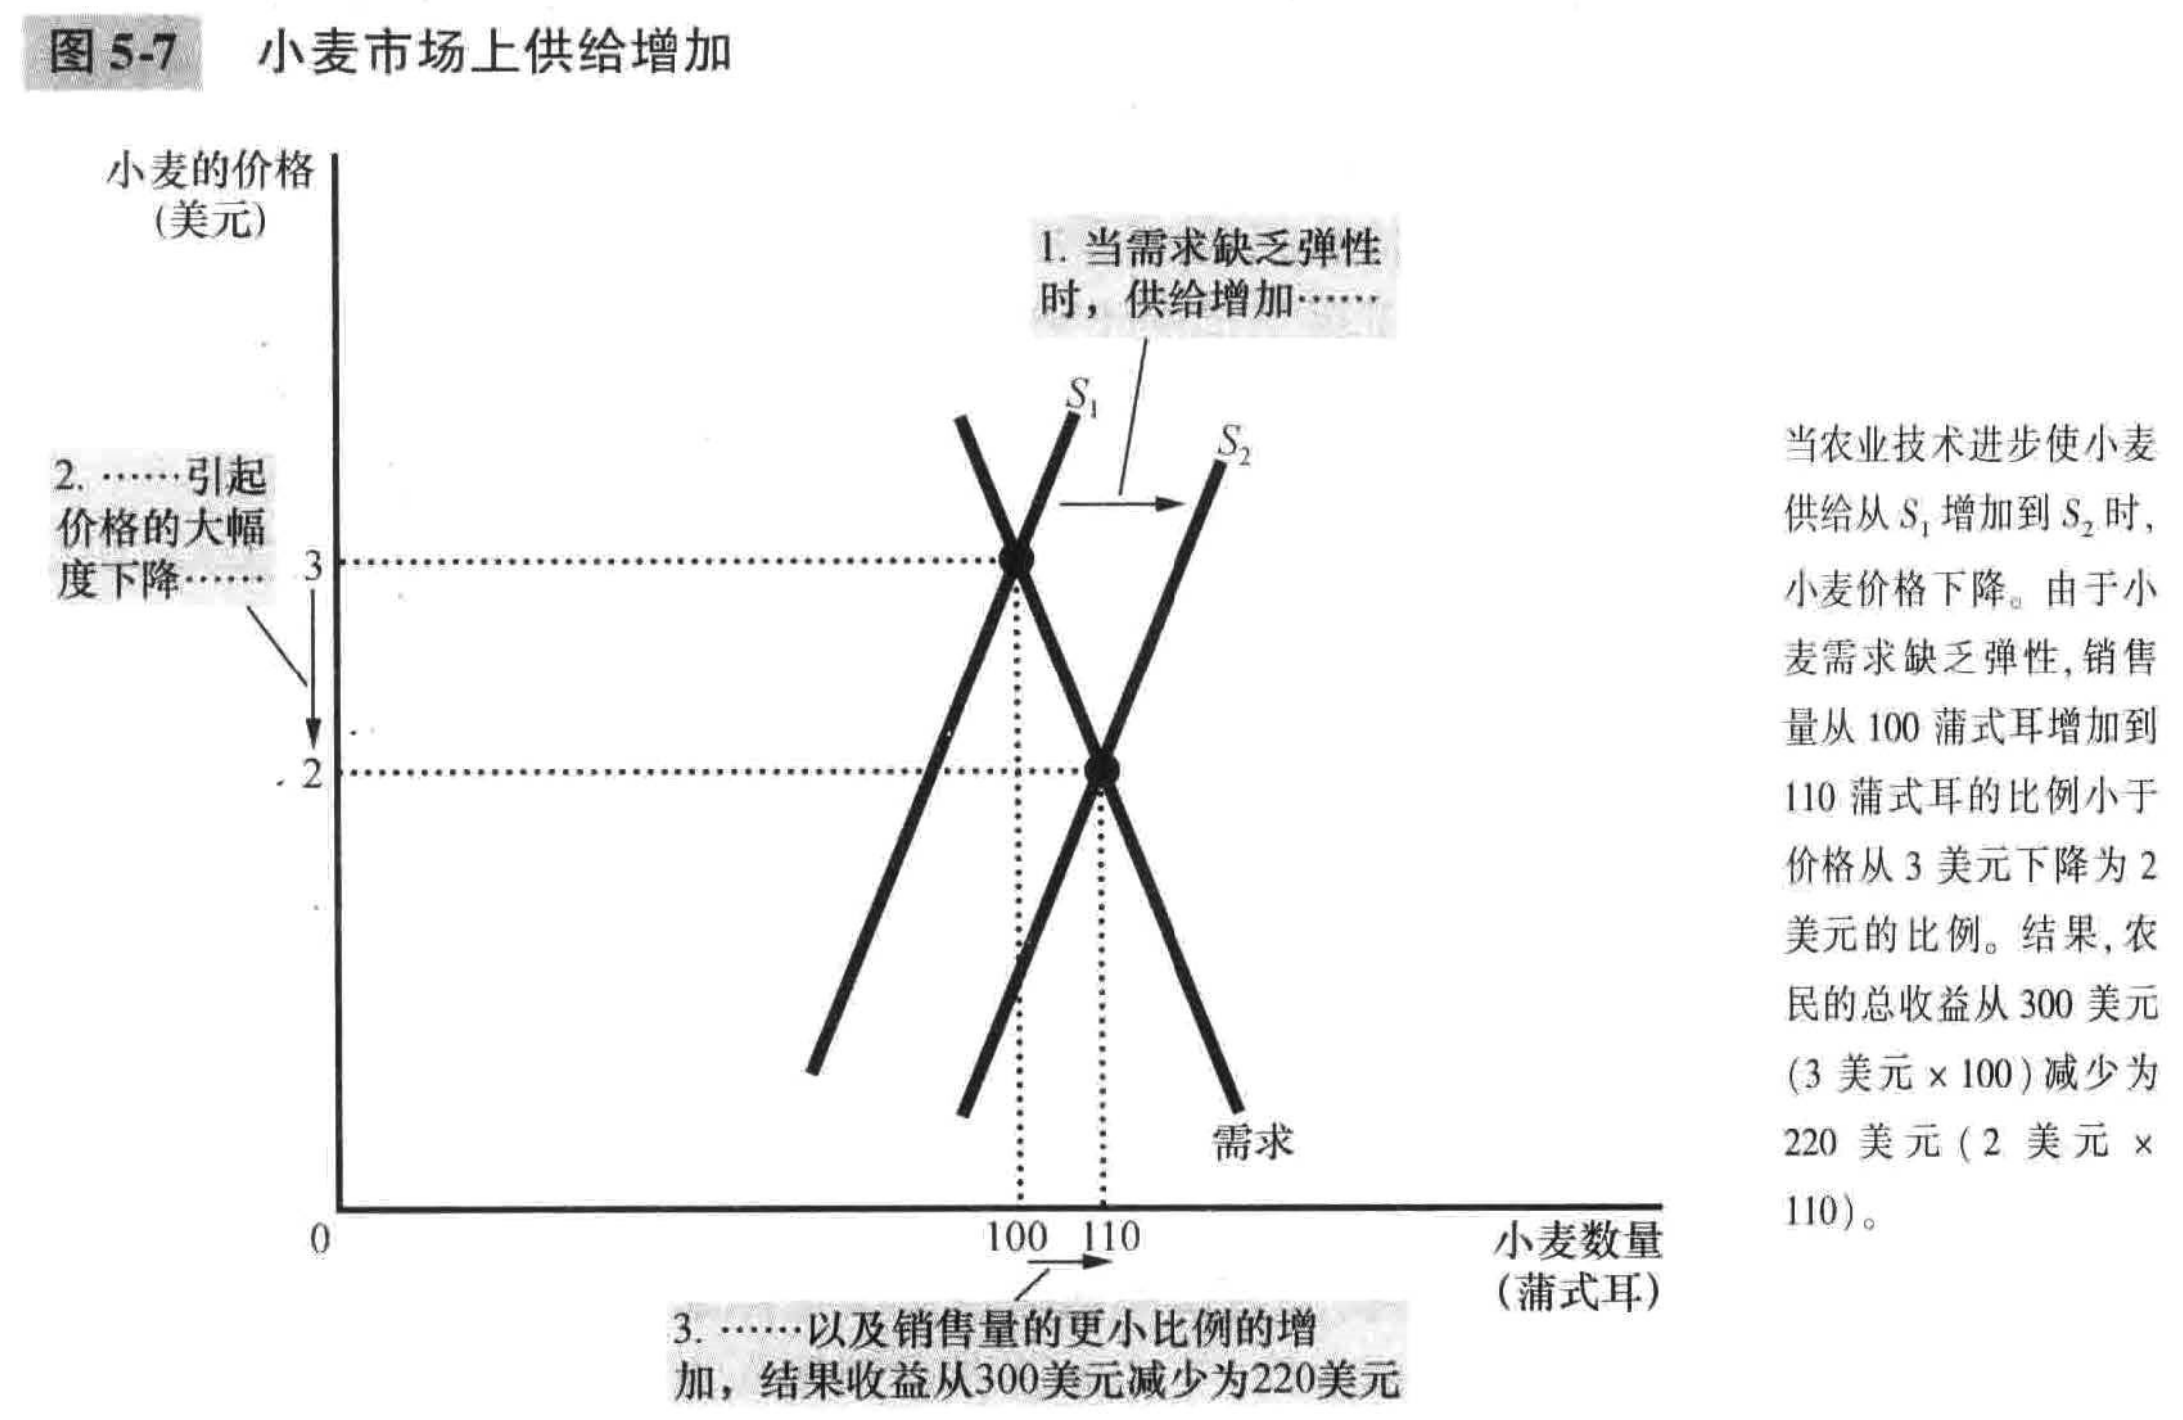 图 5-7 小麦市场上供给增加
小麦的价格
(美元)
1. 当需求缺乏弹性
时，供给增加……
S₁
S₂
2. ……引起
价格的大幅
度下降……
3
2
需求
0
100
110
小麦数量
(蒲式耳)
3. ……以及销售量的更小比例的增
加，结果收益从300美元减少为220美元
当农业技术进步使小麦
供给从 S₁ 增加到 S₂ 时,
小麦价格下降。由于小
麦需求缺乏弹性,销售
量从 100 蒲式耳增加到
110 蒲式耳的比例小于
价格从 3 美元下降为 2
美元的比例。结果,农
民的总收益从 300 美元
(3 美元 × 100)减少为
220 美元(2 美元 ×
110)。